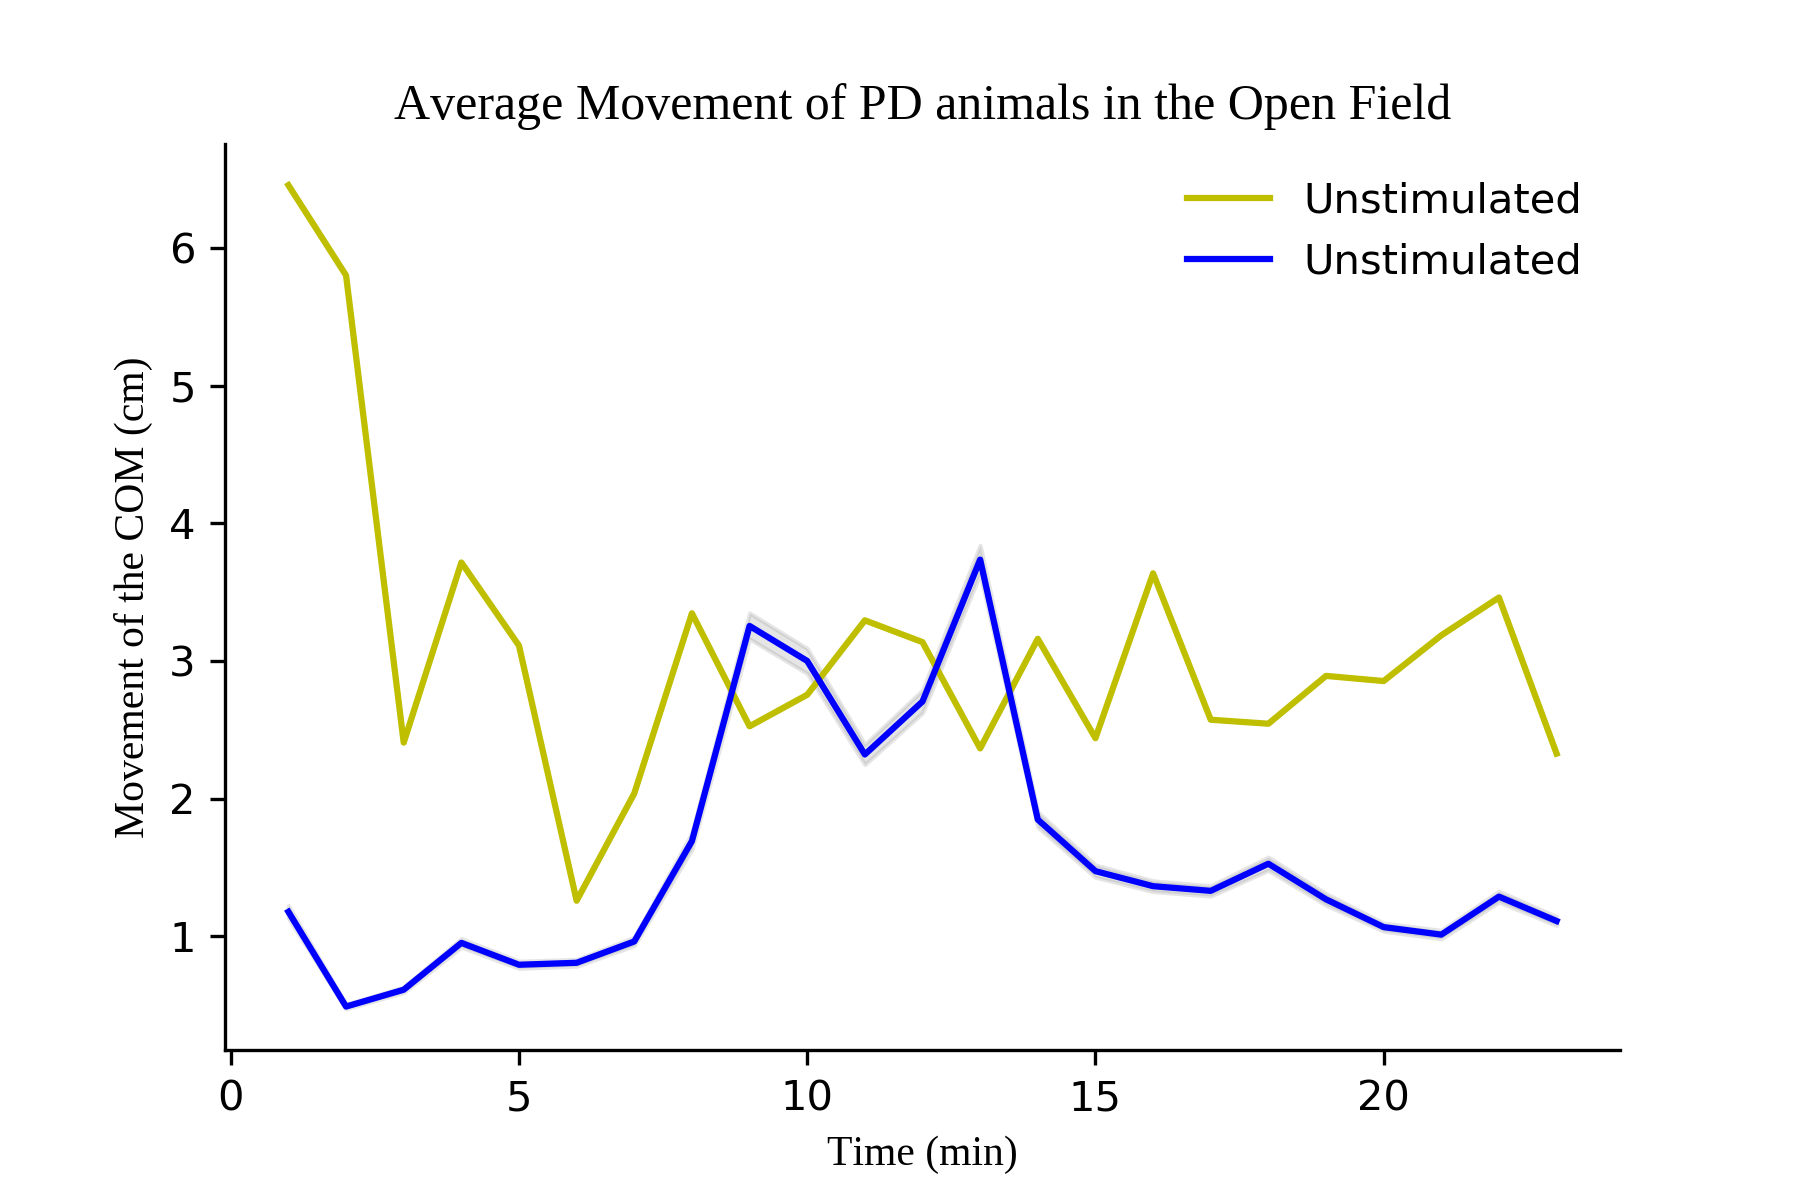 Average Movement of PD animals in the Open Field
Unstimulated
Unstimulated
Movement of the COM (cm)
6
5
4
3
2
1
0 5 10 15 20
Time (min)